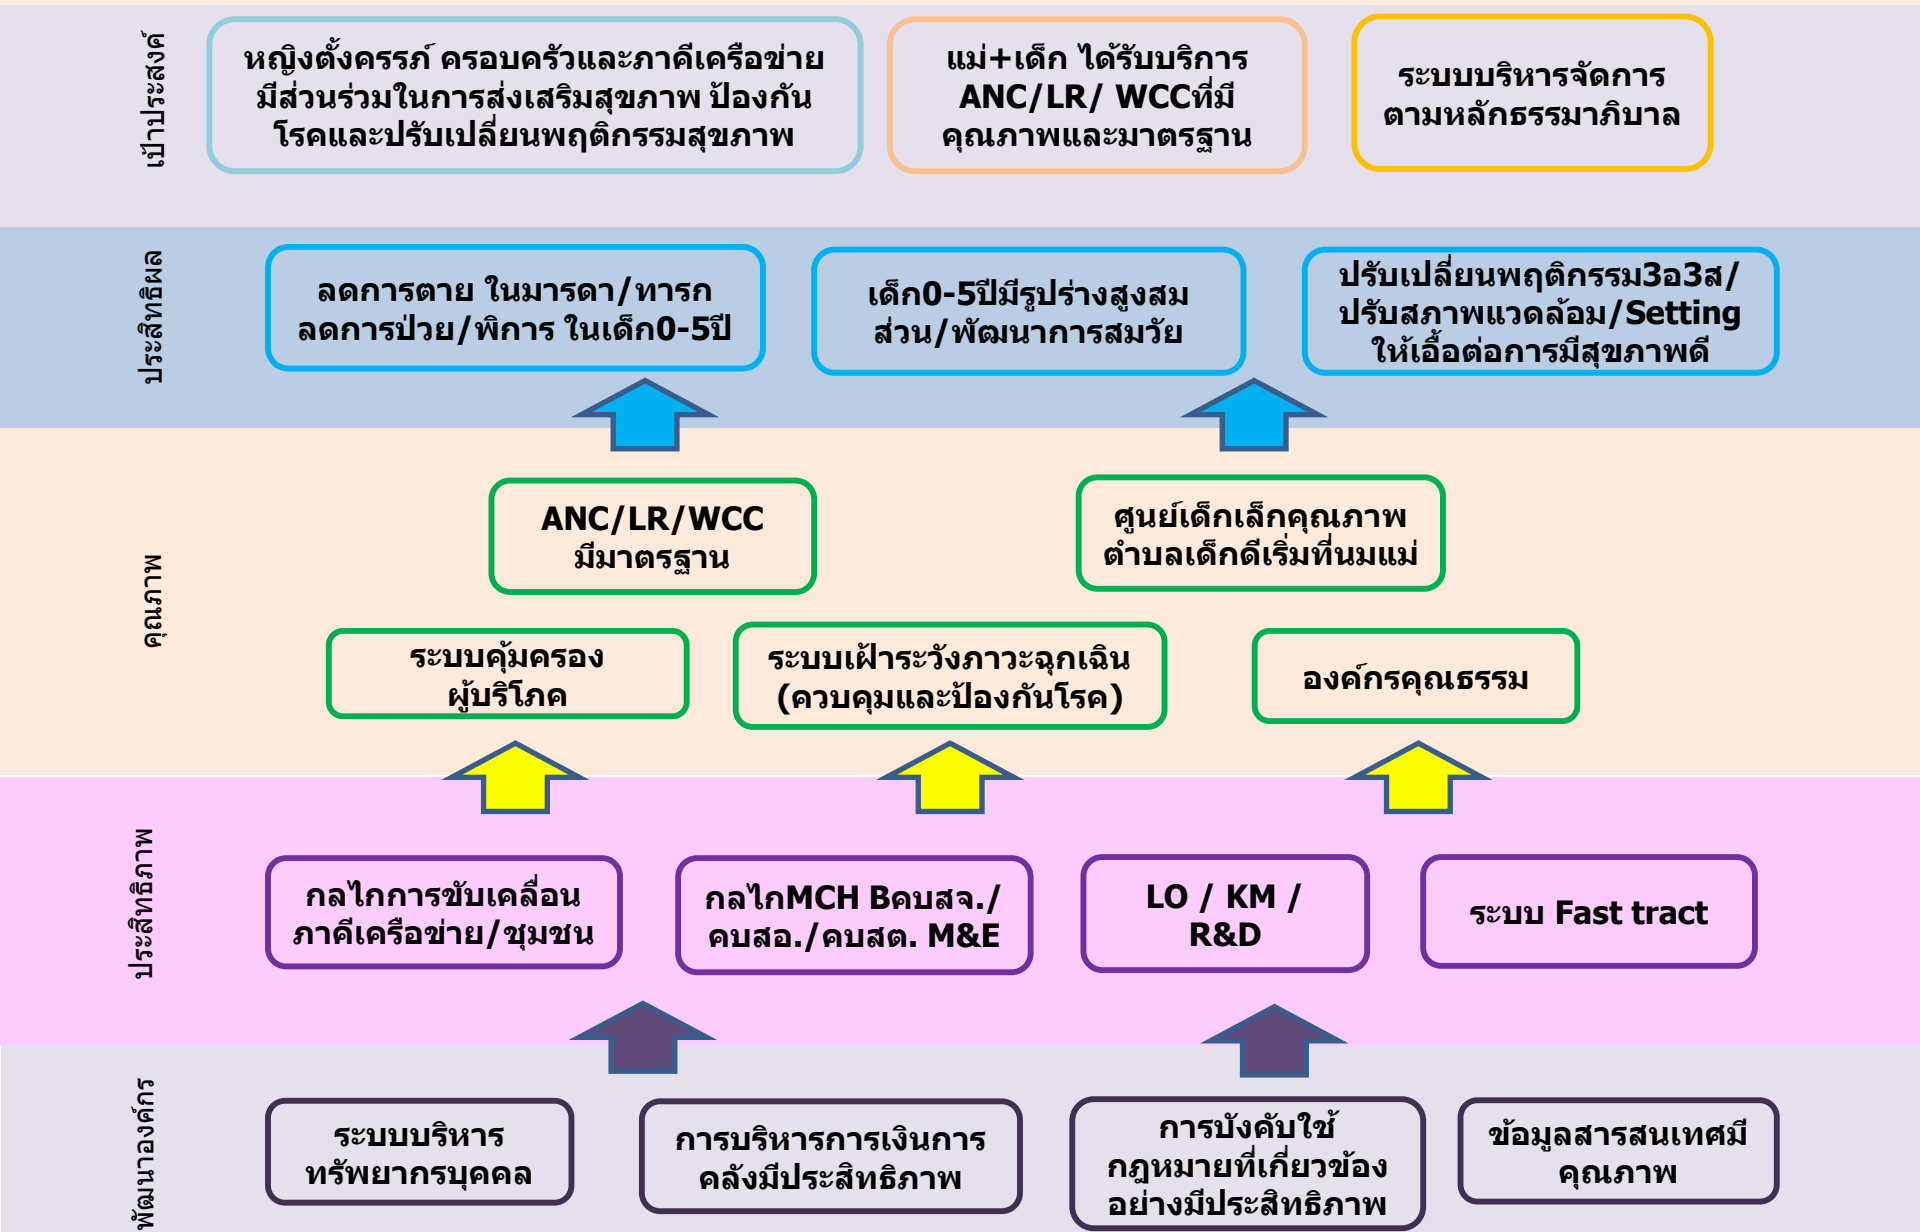 เป้าประสงค์
หญิงตั้งครรภ์ ครอบครัวและภาคีเครือข่าย
มีส่วนร่วมในการส่งเสริมสุขภาพ ป้องกัน
โรคและปรับเปลี่ยนพฤติกรรมสุขภาพ
แม่+เด็ก ได้รับบริการ
ANC/LR/ WCCที่มี
คุณภาพและมาตรฐาน
ระบบบริหารจัดการ
ตามหลักธรรมาภิบาล
ประสิทธิผล
ลดการตาย ในมารดา/ทารก
ลดการป่วย/พิการ ในเด็ก0-5ปี
เด็ก0-5ปีมีรูปร่างสูงสม
ส่วน/พัฒนาการสมวัย
ปรับเปลี่ยนพฤติกรรม3อ3ส/
ปรับสภาพแวดล้อม/Setting
ให้เอื้อต่อการมีสุขภาพดี
คุณภาพ
ANC/LR/WCC
มีมาตรฐาน
ศูนย์เด็กเล็กคุณภาพ
ตำบลเด็กดีเริ่มที่นมแม่
ระบบคุ้มครอง
ผู้บริโภค
ระบบเฝ้าระวังภาวะฉุกเฉิน
(ควบคุมและป้องกันโรค)
องค์กรคุณธรรม
ประสิทธิภาพ
กลไกการขับเคลื่อน
ภาคีเครือข่าย/ชุมชน
กลไกMCH Bคบสจ./
คบสอ./คบสต. M&E
LO / KM /
R&D
ระบบ Fast tract
พัฒนาองค์กร
ระบบบริหาร
ทรัพยากรบุคคล
การบริหารการเงินการ
คลังมีประสิทธิภาพ
การบังคับใช้
กฎหมายที่เกี่ยวข้อง
อย่างมีประสิทธิภาพ
ข้อมูลสารสนเทศมี
คุณภาพ